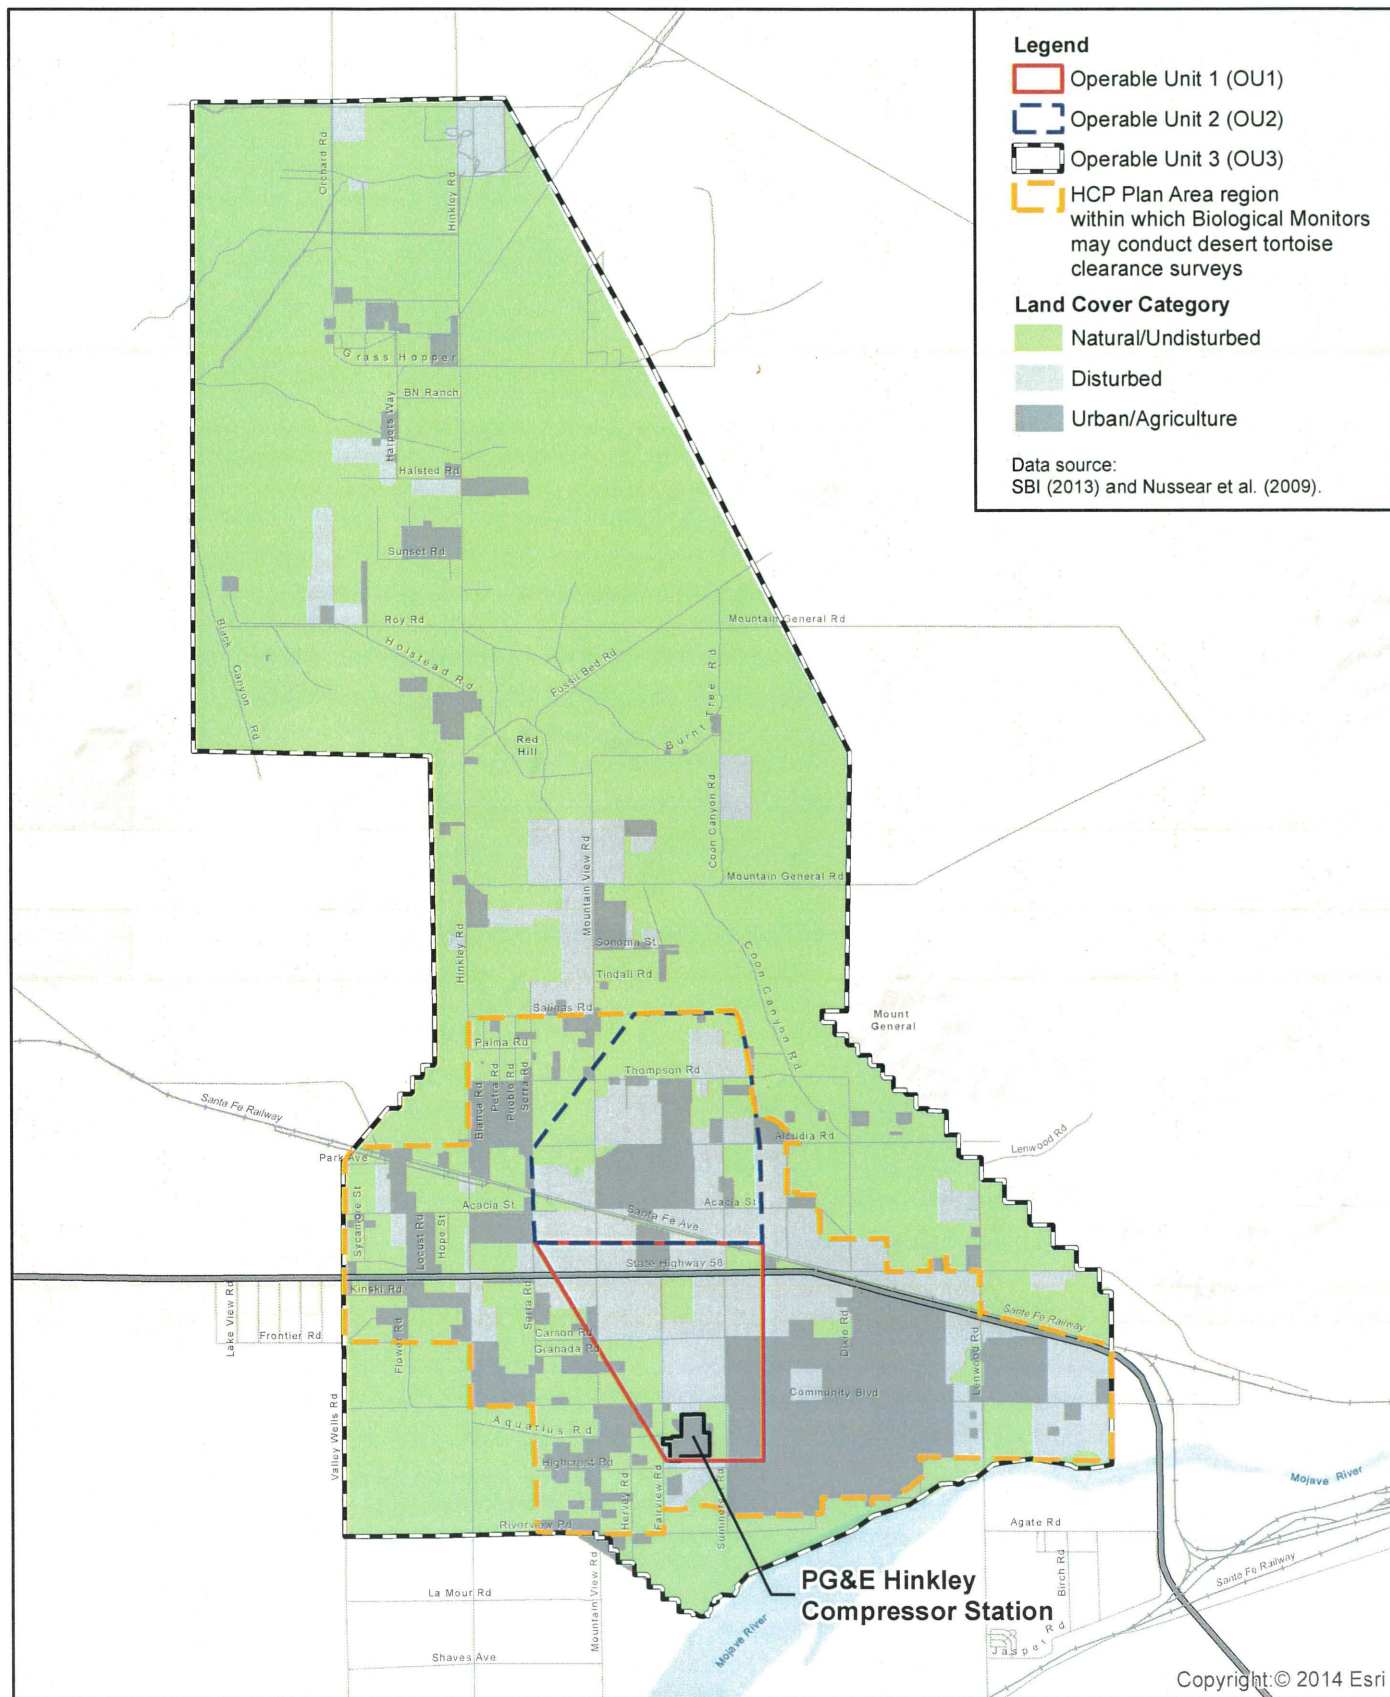 Legend
Operable Unit 1 (OU1)
Operable Unit 2 (OU2)
Operable Unit 3 (OU3)
HCP Plan Area region
within which Biological Monitors
may conduct desert tortoise
clearance surveys
Land Cover Category
Natural/Undisturbed
Disturbed
Urban/Agriculture
Data source:
SBI (2013) and Nussear et al. (2009).
Orchard Rd
Hinkley Rd
Grass Hopper
BN Ranch
Harpers Way
Halsted Rd
Sunset Rd
Roy Rd
Mountain General Rd
Black Canyon Rd
Holstead Rd
Fossil Bed Rd
Burnt Tree Rd
Red
Hill
Coon Canyon Rd
Mountain View Rd
Mountain General Rd
Hinkley Rd
Sonoma St
Tindall Rd
Coon Canyon Rd
Salinas Rd
Mount
General
Palma Rd
Thompson Rd
Blanca Rd
Petra Rd
Pueblo Rd
Serra Rd
Santa Fe Railway
Alcudia Rd
Lenwood Rd
Park Ave
Sycamore St
Acacia St
Acacia St
Locust Rd
Hope St
Santa Fe Ave
State Highway 58
Kinski Rd
Lake View Rd
Serra Rd
Santa Fe Railway
Frontier Rd
Flower Rd
Carson Rd
Granada Rd
Dixie Rd
Lenwood Rd
Community Blvd
Valley Wells Rd
Aquarius Rd
Highcrest Rd
Hervey Rd
Fairview Rd
Summers Rd
Mojave River
Riverview Rd
Agate Rd
Birch Rd
Santa Fe Railway
La Mour Rd
Mountain View Rd
PG&E Hinkley
Compressor Station
Mojave River
Jasper Rd
Shaves Ave
Copyright:© 2014 Esri